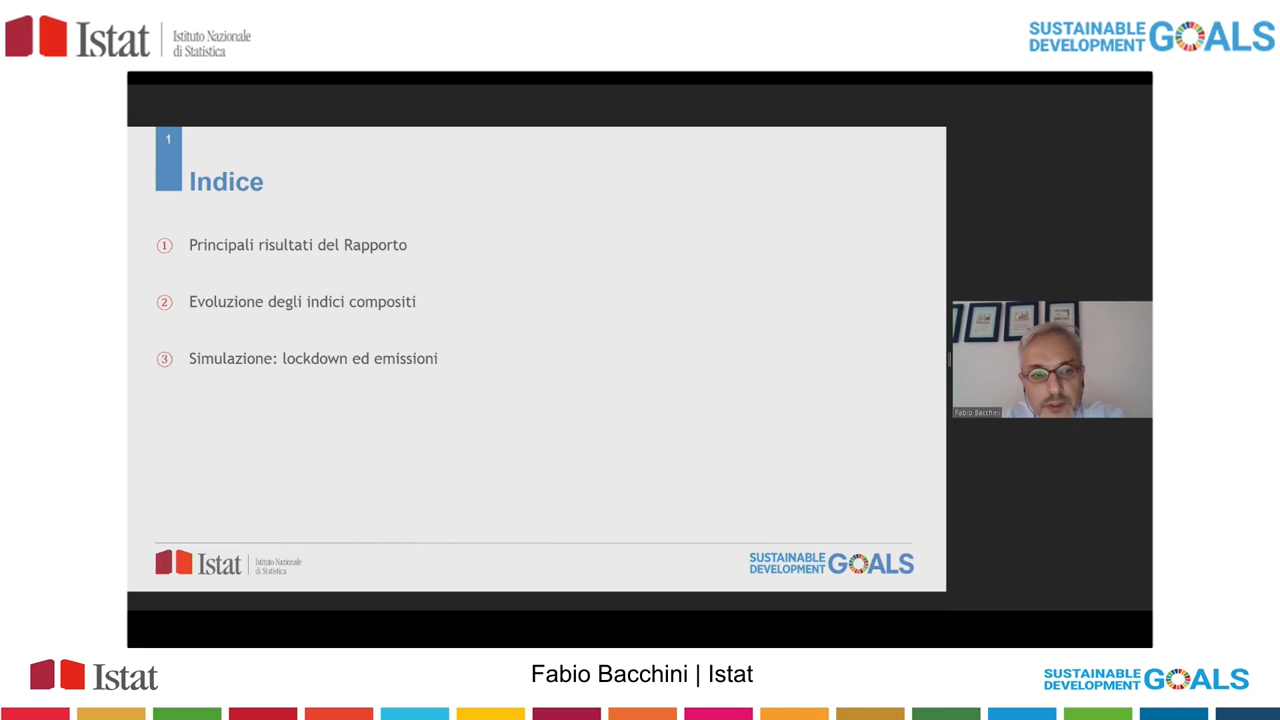 Istat
Istituto Nazionale
di Statistica
SUSTAINABLE
DEVELOPMENT
GOALS
1
Indice
1 Principali risultati del Rapporto
2 Evoluzione degli indici compositi
3 Simulazione: lockdown ed emissioni
Istat
Istituto Nazionale
di Statistica
SUSTAINABLE
DEVELOPMENT
GOALS
Fabio Bacchini
Istat
Fabio Bacchini | Istat
SUSTAINABLE
DEVELOPMENT
GOALS